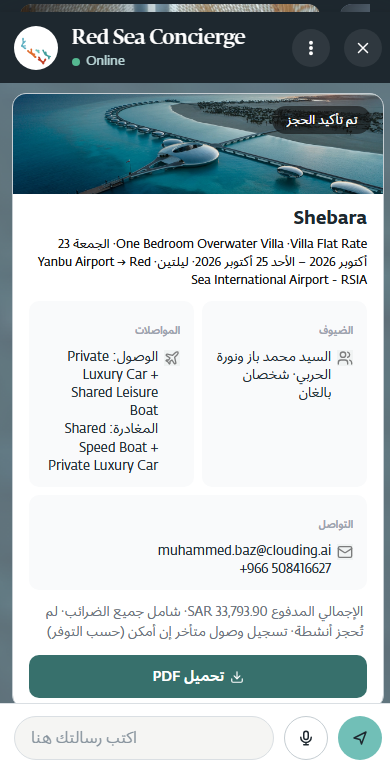 Red Sea Concierge
Online
تم تأكيد الحجز
Shebara
One Bedroom Overwater Villa · Villa Flat Rate· الجمعة 23
أكتوبر 2026 – الأحد 25 أكتوبر 2026· ليلتين· Yanbu Airport → Red
Sea International Airport - RSIA
الضيوف
السيد محمد باز ونورة
الحربي· شخصان
بالغان
المواصلات
الوصول: Private
Luxury Car +
Shared Leisure
Boat
المغادرة: Shared
Speed Boat +
Private Luxury Car
التواصل
muhammed.baz@clouding.ai
+966 508416627
الإجمالي المدفوع SAR 33,793.90· شامل جميع الضرائب· لم
تُحجز أنشطة· تسجيل وصول متأخر إن أمكن (حسب التوفر)
تحميل PDF
اكتب رسالتك هنا